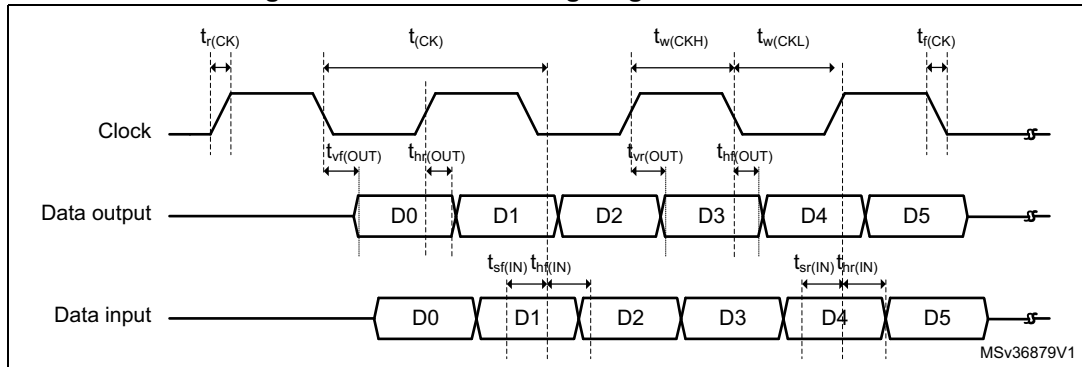 t_r(CK) t_(CK) t_w(CKH) t_w(CKL) t_f(CK)
Clock
t_vf(OUT) t_hr(OUT) t_vr(OUT) t_hf(OUT)
Data output D0 D1 D2 D3 D4 D5
t_sf(IN) t_hf(IN) t_sr(IN) t_hr(IN)
Data input D0 D1 D2 D3 D4 D5
MSv36879V1